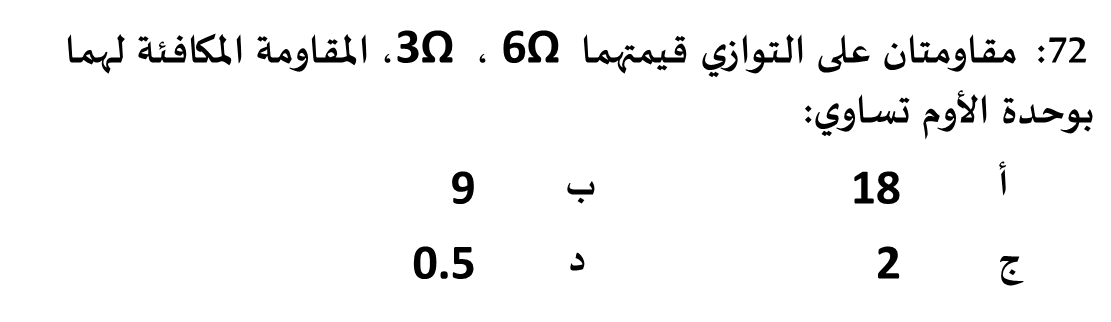 72: مقاومتان على التوازي قيمتهما 6Ω ، 3Ω، المقاومة المكافئة لهما
بوحدة الأوم تساوي:
أ 18 ب 9
ج 2 د 0.5